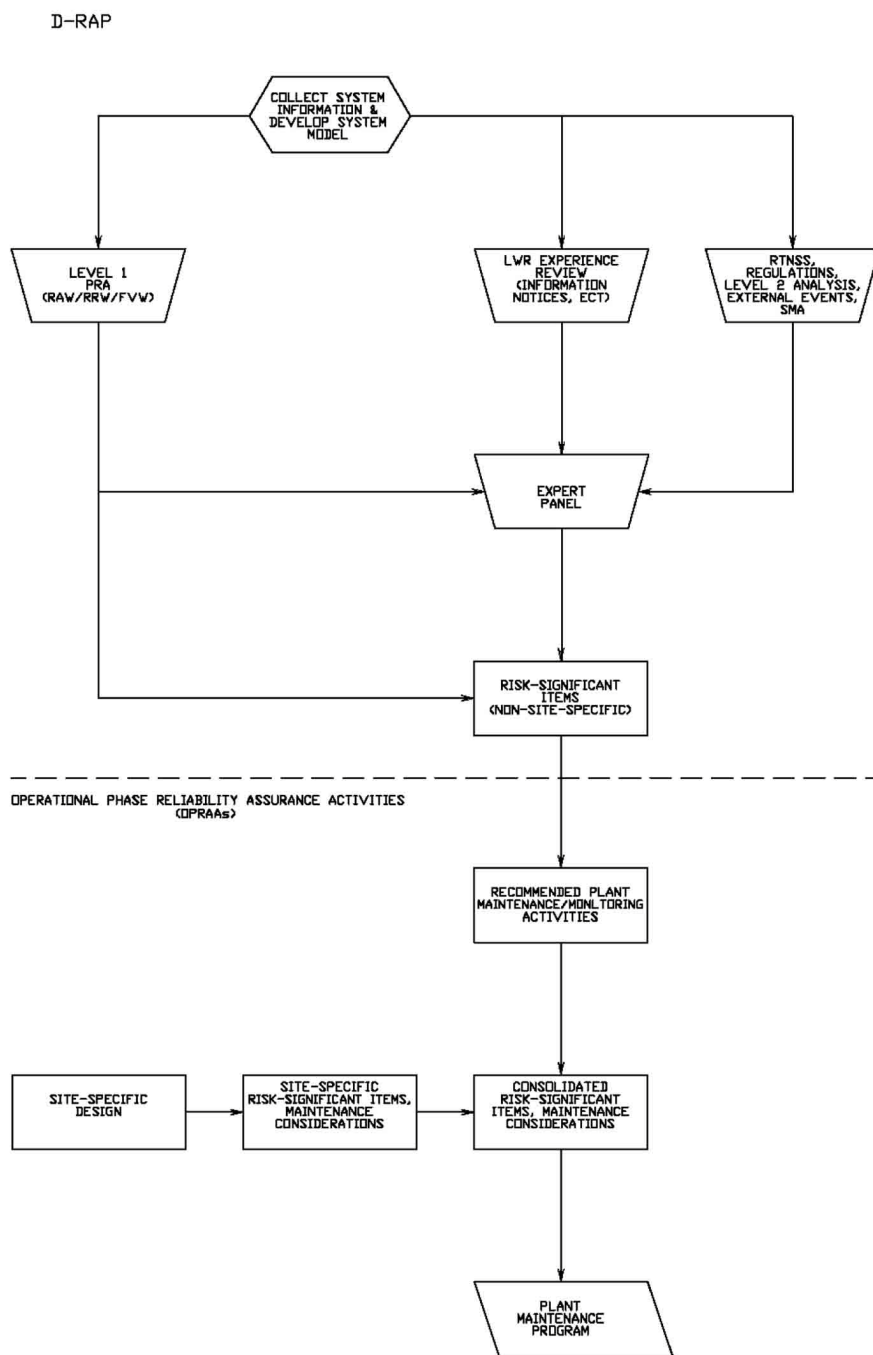 D-RAP
COLLECT SYSTEM
INFORMATION &
DEVELOP SYSTEM
MODEL
LEVEL 1
PRA
(RAW/RRW/FVW)
LWR EXPERIENCE
REVIEW
(INFORMATION
NOTICES, ECT)
RTNSS,
REGULATIONS,
LEVEL 2 ANALYSIS,
EXTERNAL EVENTS,
SMA
EXPERT
PANEL
RISK-SIGNIFICANT
ITEMS
(NON-SITE-SPECIFIC)
OPERATIONAL PHASE RELIABILITY ASSURANCE ACTIVITIES
(OPRAAs)
RECOMMENDED PLANT
MAINTENANCE/MONLTORING
ACTIVITIES
SITE-SPECIFIC
DESIGN
SITE-SPECIFIC
RISK-SIGNIFICANT ITEMS,
MAINTENANCE
CONSIDERATIONS
CONSOLIDATED
RISK-SIGNIFICANT
ITEMS, MAINTENANCE
CONSIDERATIONS
PLANT
MAINTENANCE
PROGRAM